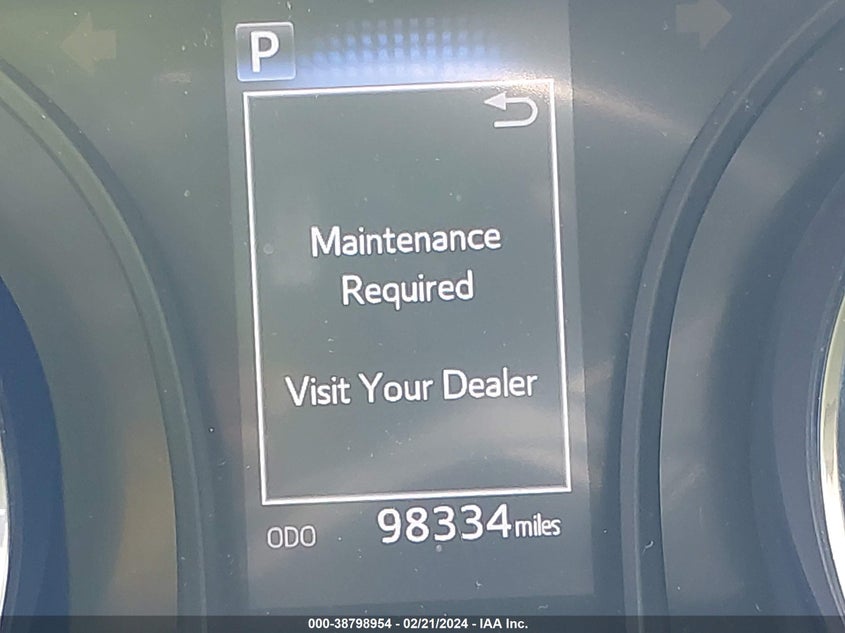 P
Maintenance
Required
Visit Your Dealer
ODO 98334 miles
000-38798954 - 02/21/2024 - IAA Inc.